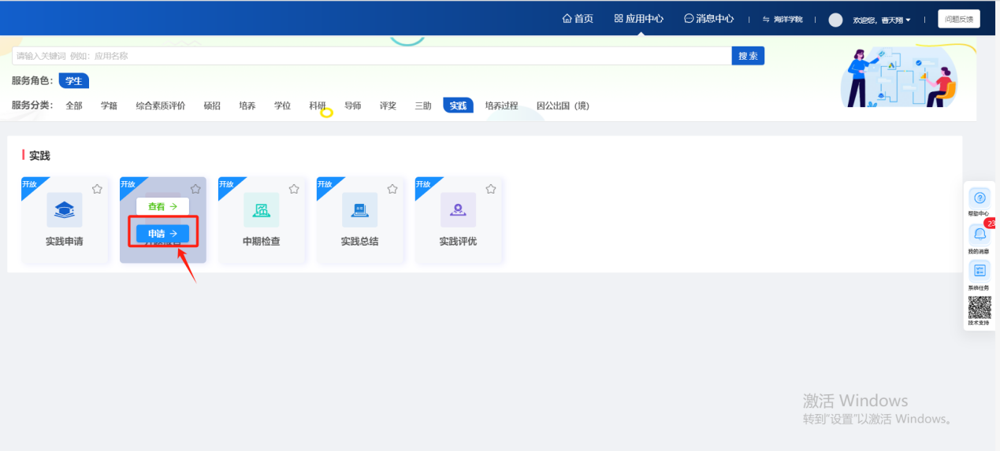 首页 应用中心 消息中心 海洋学院 欢迎您，曹天翔 问题反馈
请输入关键词 例如：应用名称 搜索
服务角色： 学生
服务分类： 全部 学籍 综合素质评价 硕招 培养 学位 科研 导师 评奖 三助 实践 培养过程 因公出国（境）
实践
开放 开放 开放 开放 开放
查看
申请
实践申请 中期检查 实践总结 实践评优
帮助中心
23
我的消息
系统任务
技术支持
激活 Windows
转到"设置"以激活 Windows。